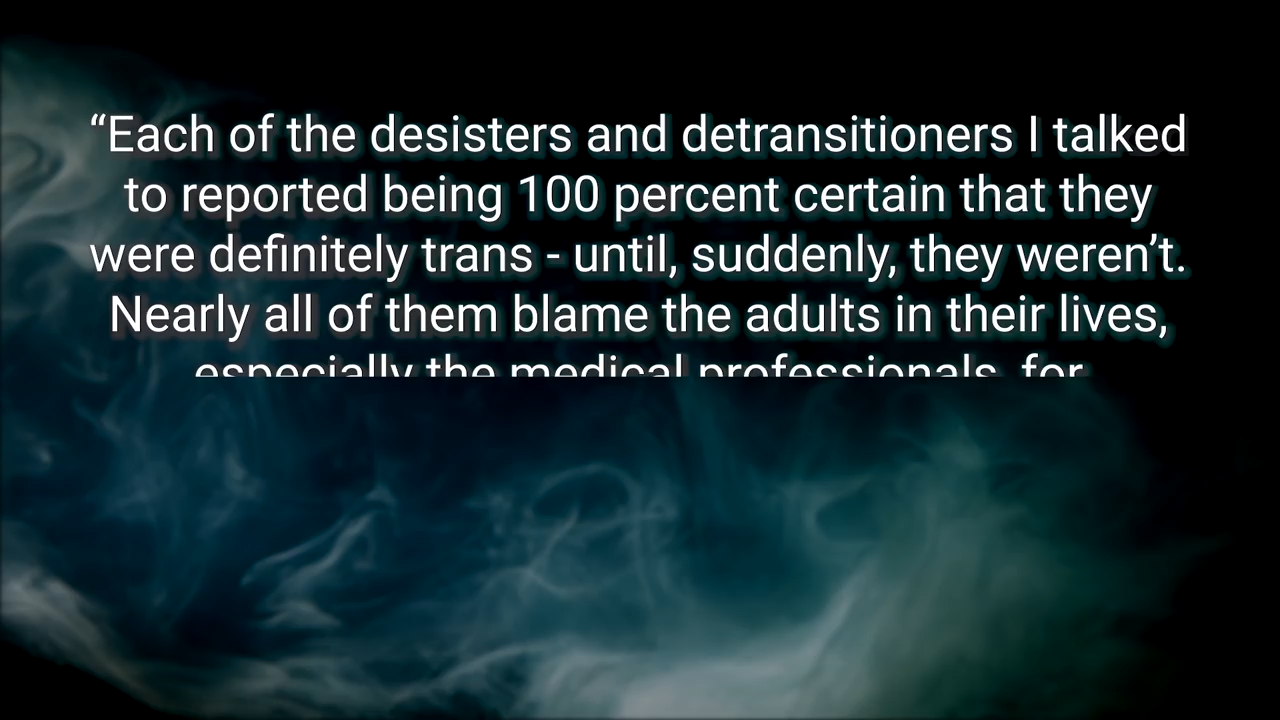 “Each of the desisters and detransitioners I talked
to reported being 100 percent certain that they
were definitely trans - until, suddenly, they weren’t.
Nearly all of them blame the adults in their lives,
especially the medical professionals, for